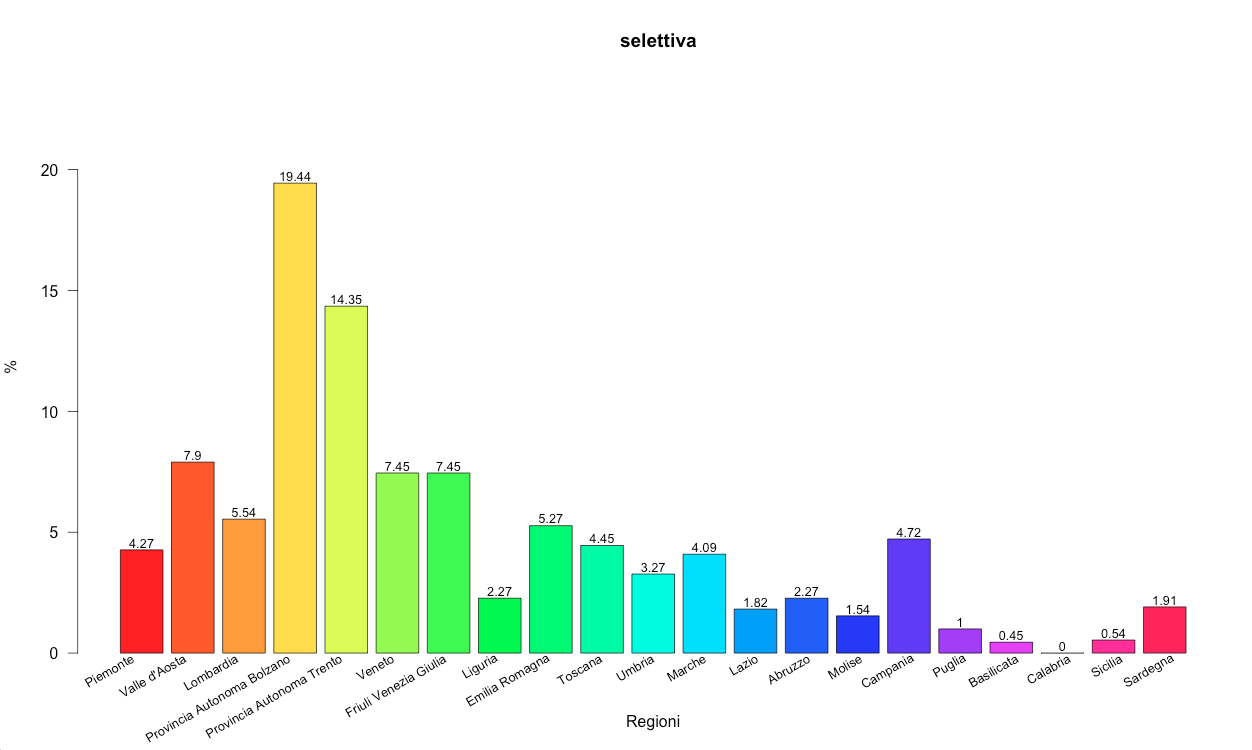 selettiva
20
15
10
5
0
%
4.27
7.9
5.54
19.44
14.35
7.45
7.45
2.27
5.27
4.45
3.27
4.09
1.82
2.27
1.54
4.72
1
0.45
0
0.54
1.91
Piemonte
Valle d'Aosta
Lombardia
Provincia Autonoma Bolzano
Provincia Autonoma Trento
Veneto
Friuli Venezia Giulia
Liguria
Emilia Romagna
Toscana
Umbria
Marche
Lazio
Abruzzo
Molise
Campania
Puglia
Basilicata
Calabria
Sicilia
Sardegna
Regioni